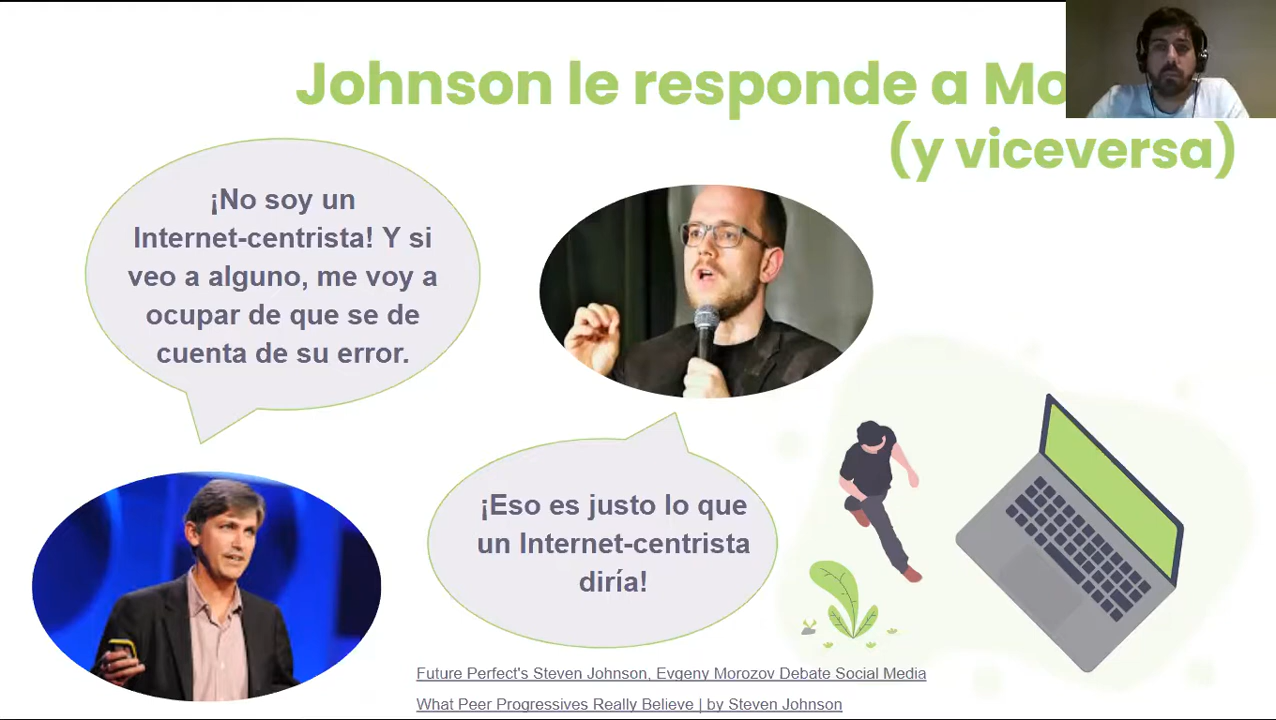 Johnson le responde a
(y viceversa)
¡No soy un
Internet-centrista! Y si
veo a alguno, me voy a
ocupar de que se de
cuenta de su error.
¡Eso es justo lo que
un Internet-centrista
diría!
Future Perfect's Steven Johnson, Evgeny Morozov Debate Social Media
What Peer Progressives Really Believe | by Steven Johnson